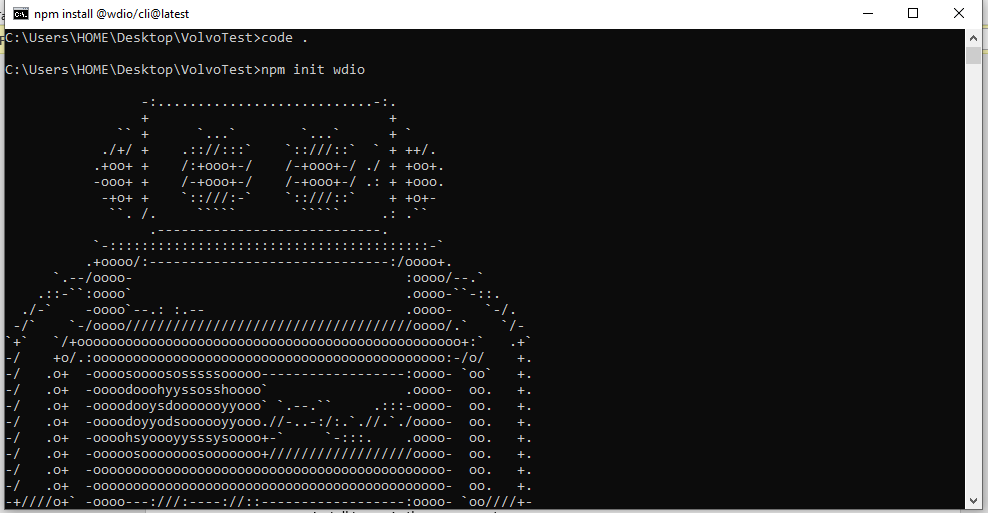 npm install @wdio/cli@latest
C:\Users\HOME\Desktop\VolvoTest>code .
C:\Users\HOME\Desktop\VolvoTest>npm init wdio